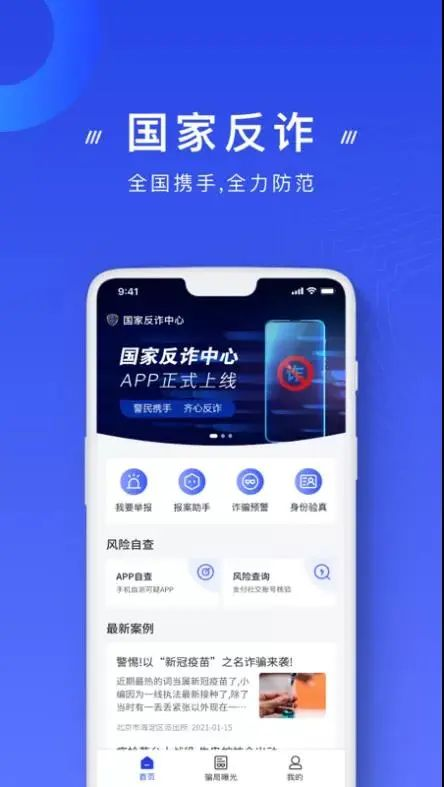 国家反诈
全国携手,全力防范
9:41
国家反诈中心
国家反诈中心
APP正式上线
警民携手 齐心反诈
诈
我要举报 报案助手 诈骗预警 身份验真
风险自查
APP自查 风险查询
手机自测可疑APP 支付社交账号核验
最新案例
警惕!以“新冠疫苗”之名诈骗来袭!
近期最热的词当属新冠疫苗了,小
编因为一线执法最新接种了,除了
当时有一丢丢紧张以外现在一…
北京市海淀区派出所 2021-01-15
首页 骗局曝光 我的